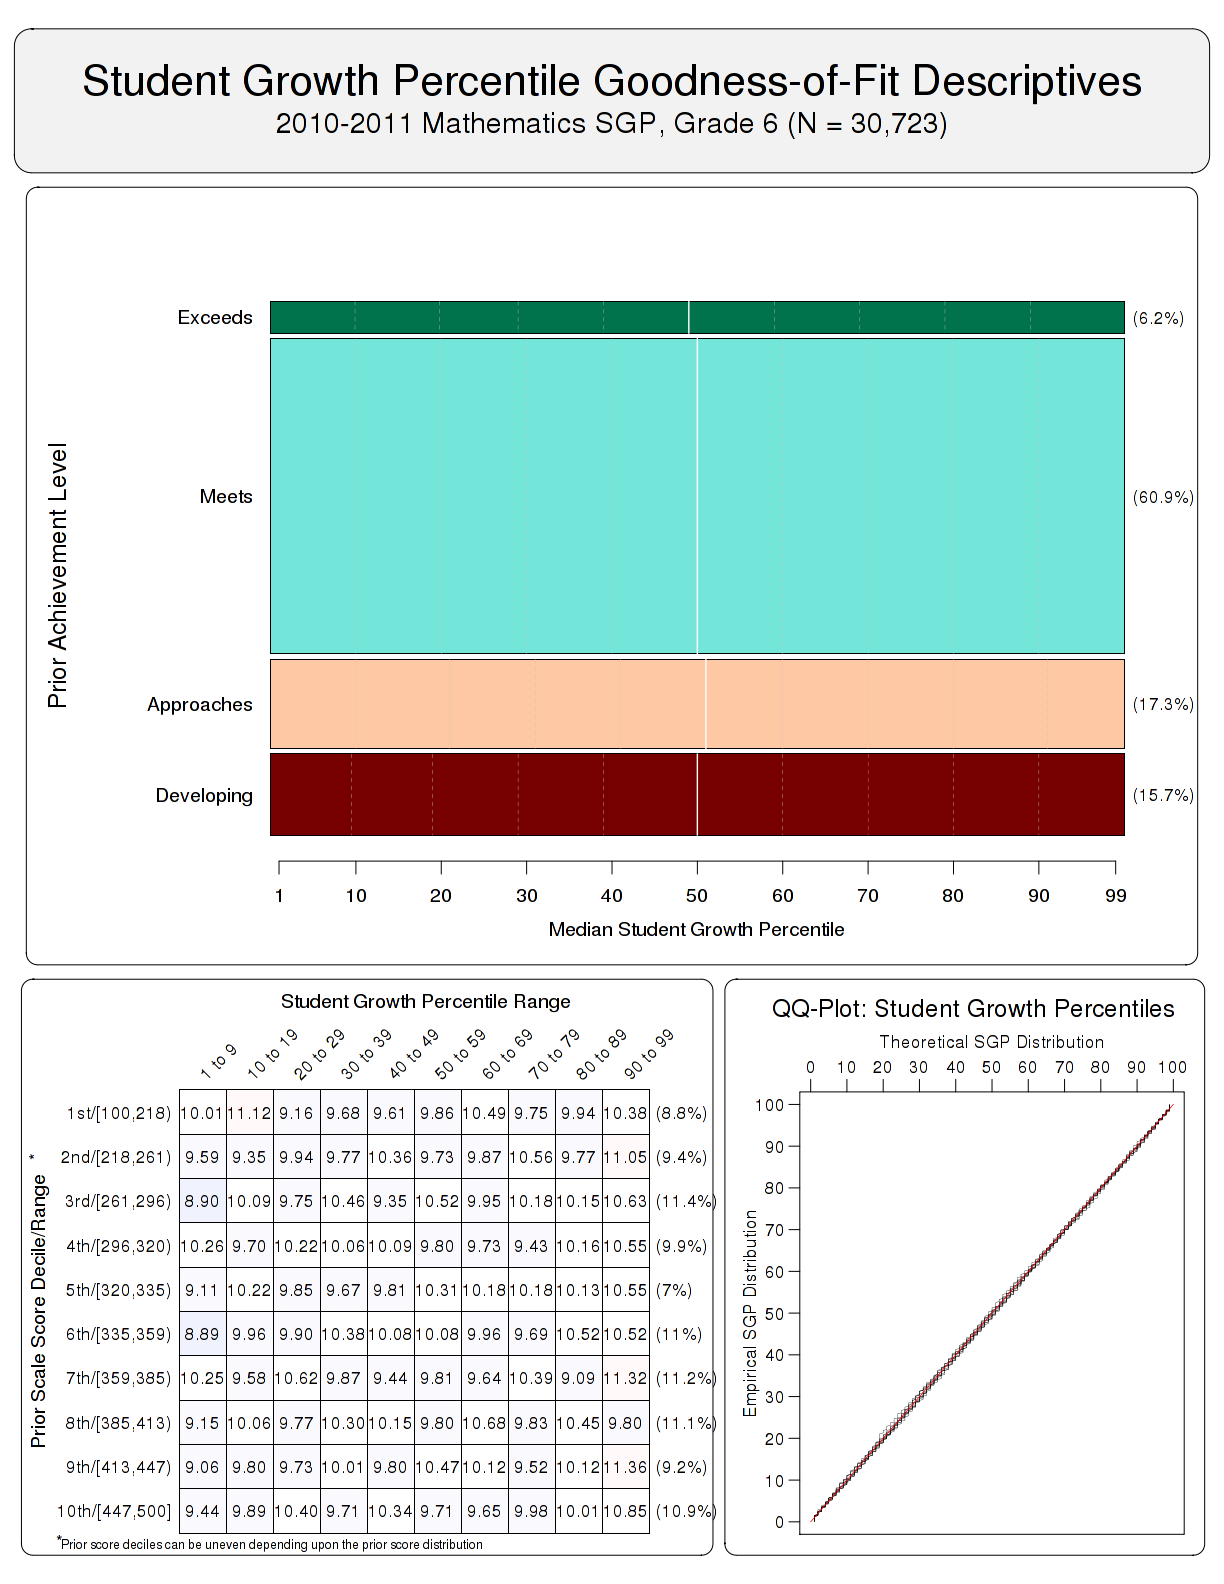 Student Growth Percentile Goodness-of-Fit Descriptives
2010-2011 Mathematics SGP, Grade 6 (N = 30,723)
Prior Achievement Level
Exceeds (6.2%)
Meets (60.9%)
Approaches (17.3%)
Developing (15.7%)
1 10 20 30 40 50 60 70 80 90 99
Median Student Growth Percentile
Student Growth Percentile Range
1 to 9 10 to 19 20 to 29 30 to 39 40 to 49 50 to 59 60 to 69 70 to 79 80 to 89 90 to 99
Prior Scale Score Decile/Range *
1st/[100,218) 10.01 11.12 9.16 9.68 9.61 9.86 10.49 9.75 9.94 10.38 (8.8%)
2nd/[218,261) 9.59 9.35 9.94 9.77 10.36 9.73 9.87 10.56 9.77 11.05 (9.4%)
3rd/[261,296) 8.90 10.09 9.75 10.46 9.35 10.52 9.95 10.18 10.15 10.63 (11.4%)
4th/[296,320) 10.26 9.70 10.22 10.06 10.09 9.80 9.73 9.43 10.16 10.55 (9.9%)
5th/[320,335) 9.11 10.22 9.85 9.67 9.81 10.31 10.18 10.18 10.13 10.55 (7%)
6th/[335,359) 8.89 9.96 9.90 10.38 10.08 10.08 9.96 9.69 10.52 10.52 (11%)
7th/[359,385) 10.25 9.58 10.62 9.87 9.44 9.81 9.64 10.39 9.09 11.32 (11.2%)
8th/[385,413) 9.15 10.06 9.77 10.30 10.15 9.80 10.68 9.83 10.45 9.80 (11.1%)
9th/[413,447) 9.06 9.80 9.73 10.01 9.80 10.47 10.12 9.52 10.12 11.36 (9.2%)
10th/[447,500] 9.44 9.89 10.40 9.71 10.34 9.71 9.65 9.98 10.01 10.85 (10.9%)
*Prior score deciles can be uneven depending upon the prior score distribution
QQ-Plot: Student Growth Percentiles
Theoretical SGP Distribution
0 10 20 30 40 50 60 70 80 90 100
Empirical SGP Distribution
100
90
80
70
60
50
40
30
20
10
0